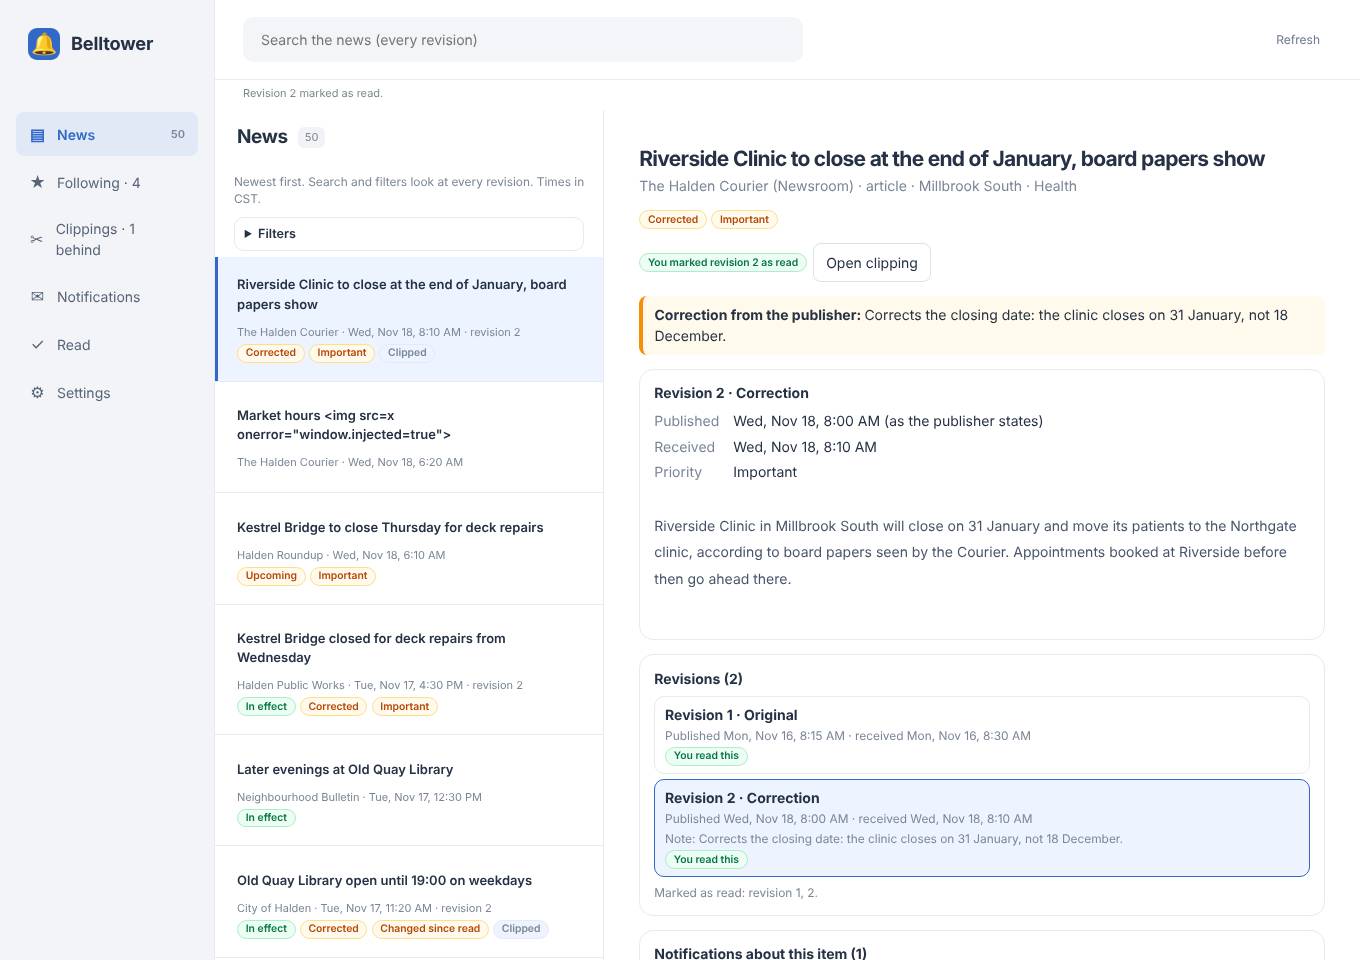 Belltower
Search the news (every revision)
Refresh
Revision 2 marked as read.
News 50
Following · 4
Clippings · 1
behind
Notifications
Read
Settings
News 50
Newest first. Search and filters look at every revision. Times in
CST.
Filters
Riverside Clinic to close at the end of January, board
papers show
The Halden Courier · Wed, Nov 18, 8:10 AM · revision 2
Corrected Important Clipped
Market hours <img src=x
onerror="window.injected=true">
The Halden Courier · Wed, Nov 18, 6:20 AM
Kestrel Bridge to close Thursday for deck repairs
Halden Roundup · Wed, Nov 18, 6:10 AM
Upcoming Important
Kestrel Bridge closed for deck repairs from
Wednesday
Halden Public Works · Tue, Nov 17, 4:30 PM · revision 2
In effect Corrected Important
Later evenings at Old Quay Library
Neighbourhood Bulletin · Tue, Nov 17, 12:30 PM
In effect
Old Quay Library open until 19:00 on weekdays
City of Halden · Tue, Nov 17, 11:20 AM · revision 2
In effect Corrected Changed since read Clipped
Riverside Clinic to close at the end of January, board papers show
The Halden Courier (Newsroom) · article · Millbrook South · Health
Corrected Important
You marked revision 2 as read Open clipping
Correction from the publisher: Corrects the closing date: the clinic closes on 31 January, not 18
December.
Revision 2 · Correction
Published Wed, Nov 18, 8:00 AM (as the publisher states)
Received Wed, Nov 18, 8:10 AM
Priority Important
Riverside Clinic in Millbrook South will close on 31 January and move its patients to the Northgate
clinic, according to board papers seen by the Courier. Appointments booked at Riverside before
then go ahead there.
Revisions (2)
Revision 1 · Original
Published Mon, Nov 16, 8:15 AM · received Mon, Nov 16, 8:30 AM
You read this
Revision 2 · Correction
Published Wed, Nov 18, 8:00 AM · received Wed, Nov 18, 8:10 AM
Note: Corrects the closing date: the clinic closes on 31 January, not 18 December.
You read this
Marked as read: revision 1, 2.
Notifications about this item (1)